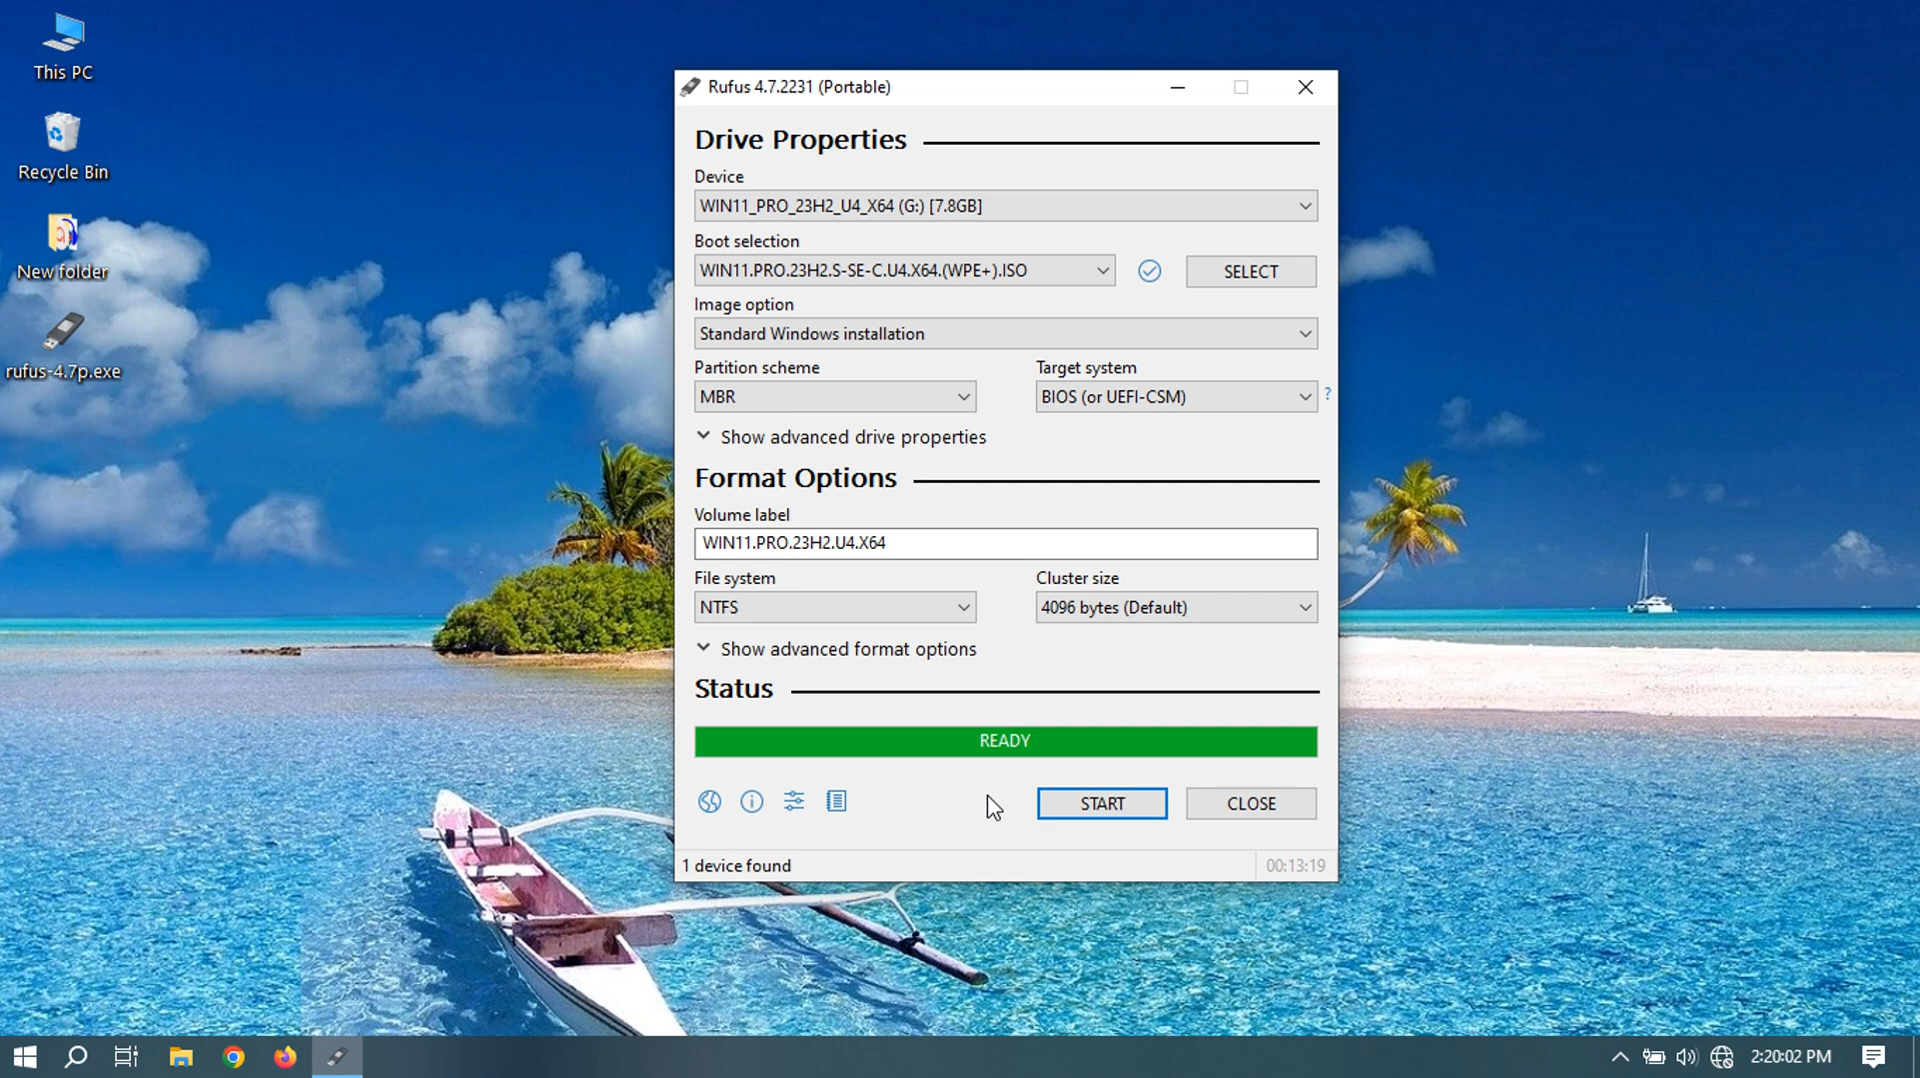 This PC
Recycle Bin
New folder
rufus-4.7p.exe
Rufus 4.7.2231 (Portable)
Drive Properties
Device
WIN11_PRO_23H2_U4_X64 (G:) [7.8GB]
Boot selection
WIN11.PRO.23H2.S-SE-C.U4.X64.(WPE+).ISO
SELECT
Image option
Standard Windows installation
Partition scheme
Target system
MBR
BIOS (or UEFI-CSM)
?
Show advanced drive properties
Format Options
Volume label
WIN11.PRO.23H2.U4.X64
File system
Cluster size
NTFS
4096 bytes (Default)
Show advanced format options
Status
READY
START
CLOSE
1 device found
00:13:19
2:20:02 PM